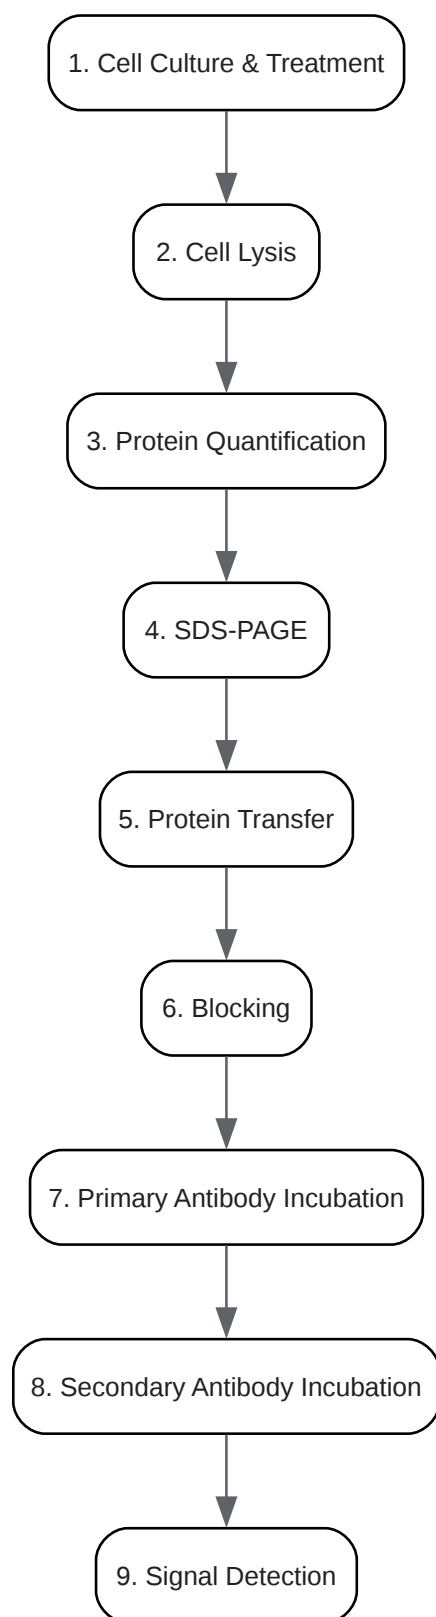 1. Cell Culture & Treatment
2. Cell Lysis
3. Protein Quantification
4. SDS-PAGE
5. Protein Transfer
6. Blocking
7. Primary Antibody Incubation
8. Secondary Antibody Incubation
9. Signal Detection